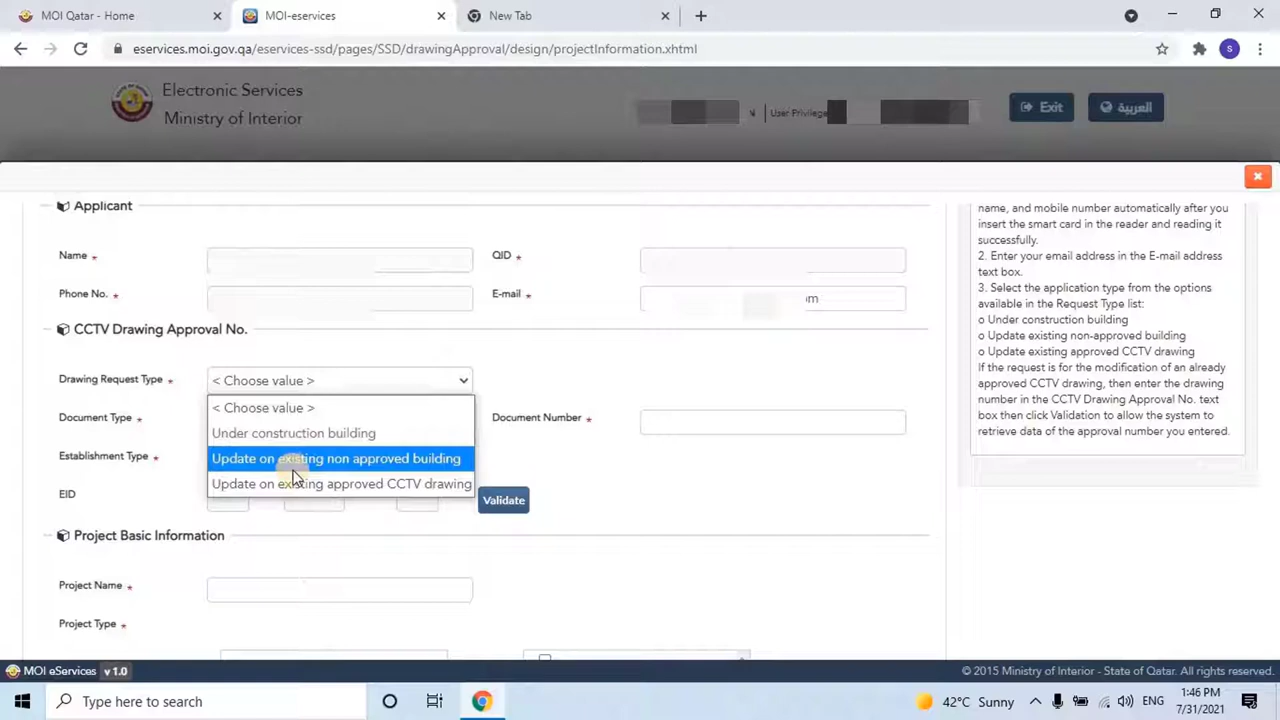 MOI Qatar - Home
MOI-eservices
New Tab
eservices.moi.gov.qa/eservices-ssd/pages/SSD/drawingApproval/design/projectInformation.xhtml
S
Electronic Services
Ministry of Interior
User Privilege
Exit
العربية
Applicant
Name *
QID *
Phone No. *
E-mail *
om
CCTV Drawing Approval No.
Drawing Request Type *
< Choose value >
< Choose value >
Under construction building
Update on existing non approved building
Update on existing approved CCTV drawing
Document Type *
Document Number *
Establishment Type *
EID
Validate
Project Basic Information
Project Name *
Project Type *
name, and mobile number automatically after you
insert the smart card in the reader and reading it
successfully.
2. Enter your email address in the E-mail address
text box.
3. Select the application type from the options
available in the Request Type list:
o Under construction building
o Update existing non-approved building
o Update existing approved CCTV drawing
If the request is for the modification of an already
approved CCTV drawing, then enter the drawing
number in the CCTV Drawing Approval No. text
box then click Validation to allow the system to
retrieve data of the approval number you entered.
MOI eServices v 1.0
© 2015 Ministry of Interior - State of Qatar. All rights reserved.
Type here to search
42°C Sunny
ENG
1:46 PM
7/31/2021